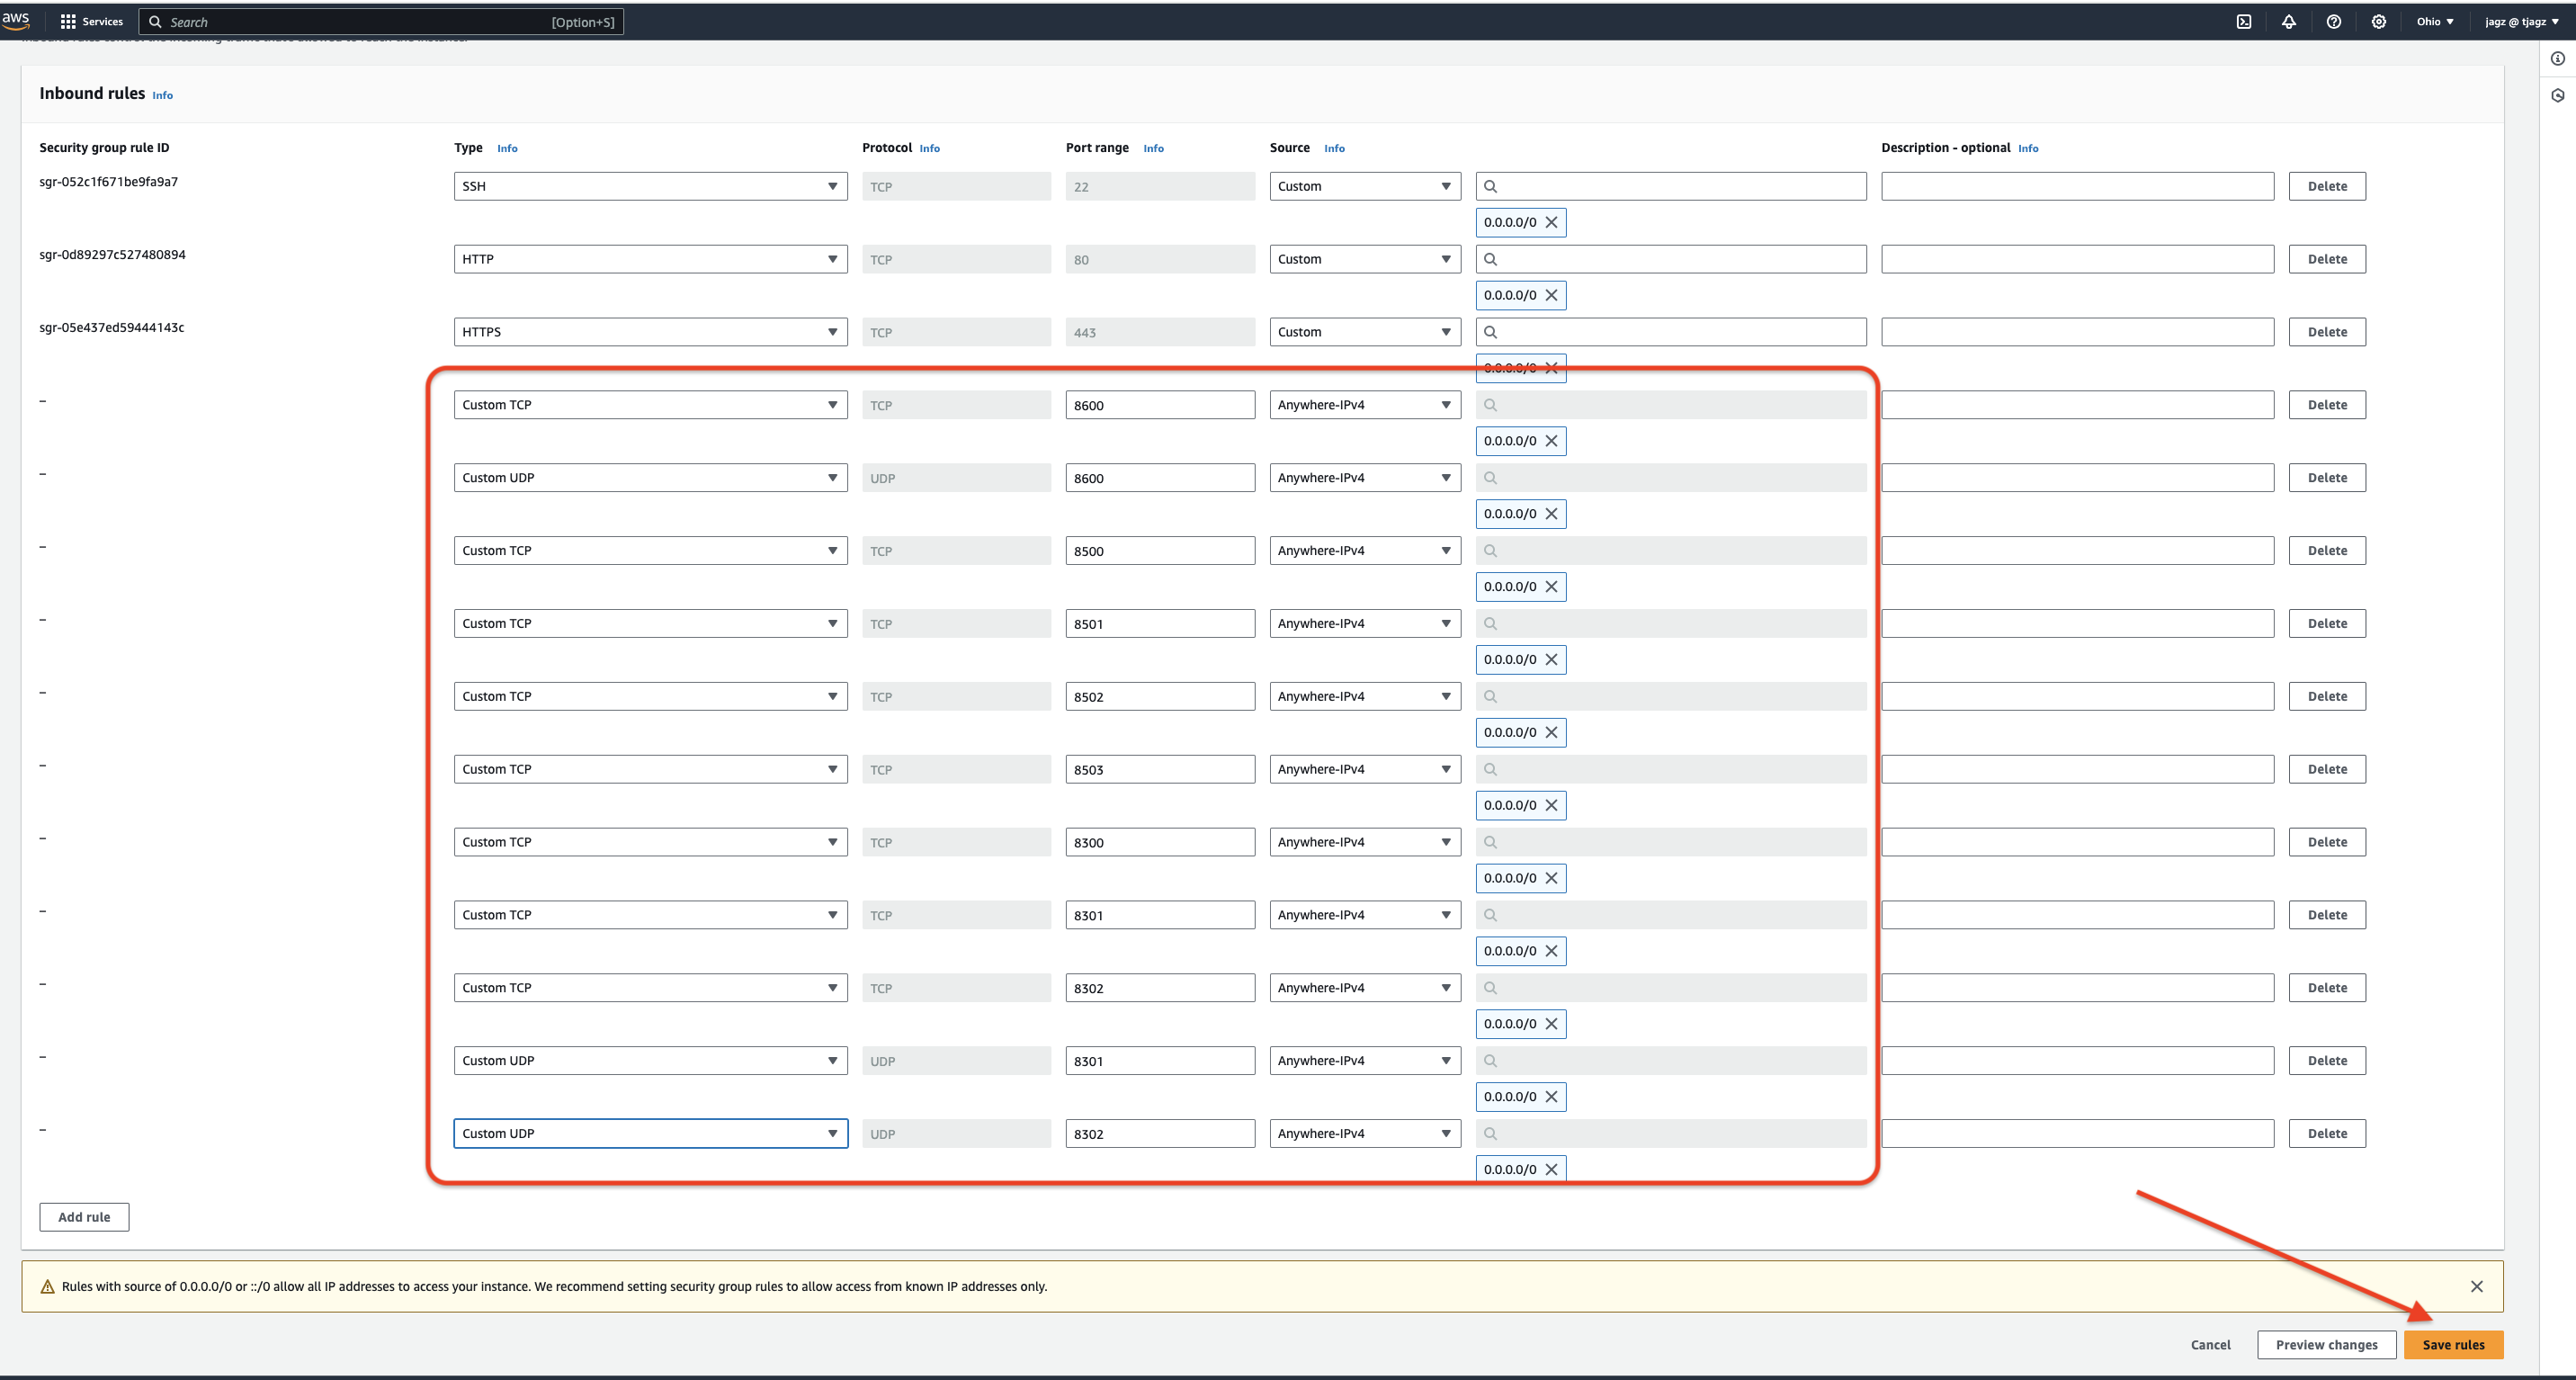 aws Services Search [Option+S] Ohio jagz @ tjagz
Inbound rules control the incoming traffic that's allowed to reach the instance.
Inbound rules Info
Security group rule ID Type Info Protocol Info Port range Info Source Info Description - optional Info
sgr-052c1f671be9fa9a7 SSH TCP 22 Custom Delete
0.0.0.0/0
sgr-0d89297c527480894 HTTP TCP 80 Custom Delete
0.0.0.0/0
sgr-05e437ed59444143c HTTPS TCP 443 Custom Delete
0.0.0.0/0
– Custom TCP TCP 8600 Anywhere-IPv4 Delete
0.0.0.0/0
– Custom UDP UDP 8600 Anywhere-IPv4 Delete
0.0.0.0/0
– Custom TCP TCP 8500 Anywhere-IPv4 Delete
0.0.0.0/0
– Custom TCP TCP 8501 Anywhere-IPv4 Delete
0.0.0.0/0
– Custom TCP TCP 8502 Anywhere-IPv4 Delete
0.0.0.0/0
– Custom TCP TCP 8503 Anywhere-IPv4 Delete
0.0.0.0/0
– Custom TCP TCP 8300 Anywhere-IPv4 Delete
0.0.0.0/0
– Custom TCP TCP 8301 Anywhere-IPv4 Delete
0.0.0.0/0
– Custom TCP TCP 8302 Anywhere-IPv4 Delete
0.0.0.0/0
– Custom UDP UDP 8301 Anywhere-IPv4 Delete
0.0.0.0/0
– Custom UDP UDP 8302 Anywhere-IPv4 Delete
0.0.0.0/0
Add rule
Rules with source of 0.0.0.0/0 or ::/0 allow all IP addresses to access your instance. We recommend setting security group rules to allow access from known IP addresses only.
Cancel Preview changes Save rules